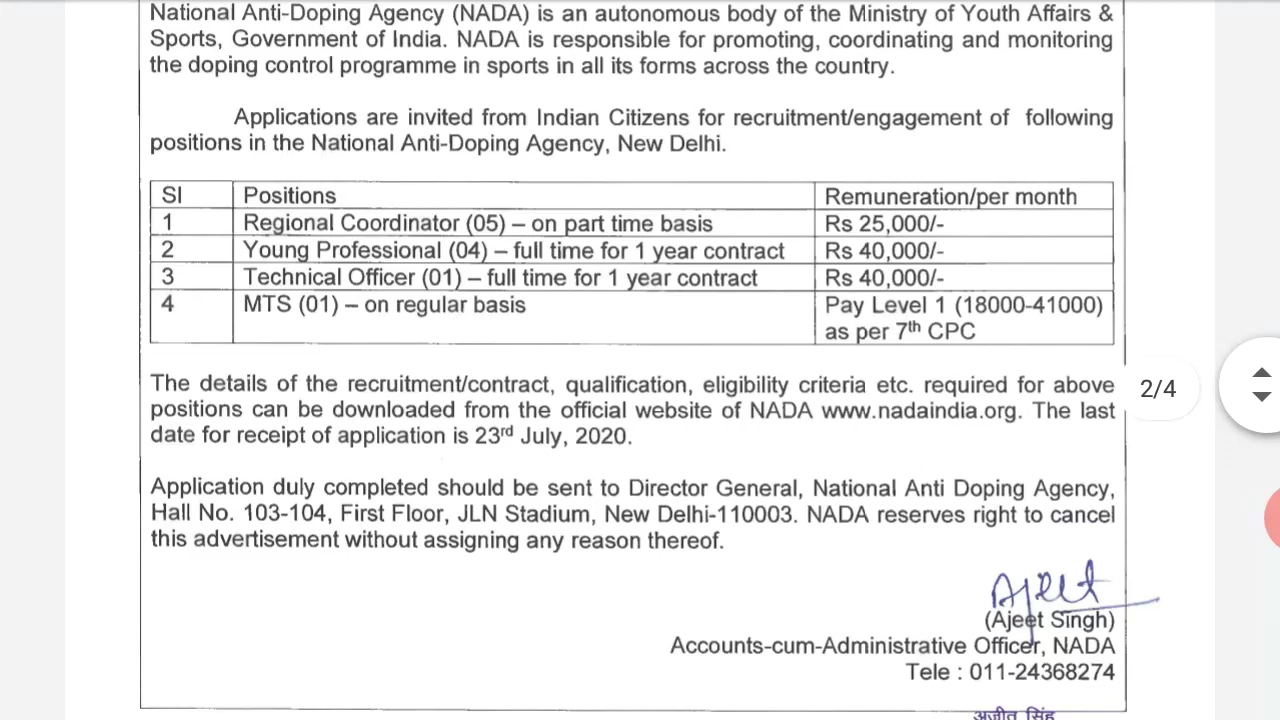 National Anti-Doping Agency (NADA) is an autonomous body of the Ministry of Youth Affairs &
Sports, Government of India. NADA is responsible for promoting, coordinating and monitoring
the doping control programme in sports in all its forms across the country.
Applications are invited from Indian Citizens for recruitment/engagement of following
positions in the National Anti-Doping Agency, New Delhi.
Sl Positions Remuneration/per month
1 Regional Coordinator (05) – on part time basis Rs 25,000/-
2 Young Professional (04) – full time for 1 year contract Rs 40,000/-
3 Technical Officer (01) – full time for 1 year contract Rs 40,000/-
4 MTS (01) – on regular basis Pay Level 1 (18000-41000)
as per 7th CPC
The details of the recruitment/contract, qualification, eligibility criteria etc. required for above
positions can be downloaded from the official website of NADA www.nadaindia.org. The last
date for receipt of application is 23rd July, 2020.
2/4
Application duly completed should be sent to Director General, National Anti Doping Agency,
Hall No. 103-104, First Floor, JLN Stadium, New Delhi-110003. NADA reserves right to cancel
this advertisement without assigning any reason thereof.
Ajeet
(Ajeet Singh)
Accounts-cum-Administrative Officer, NADA
Tele : 011-24368274
अजीत सिंह